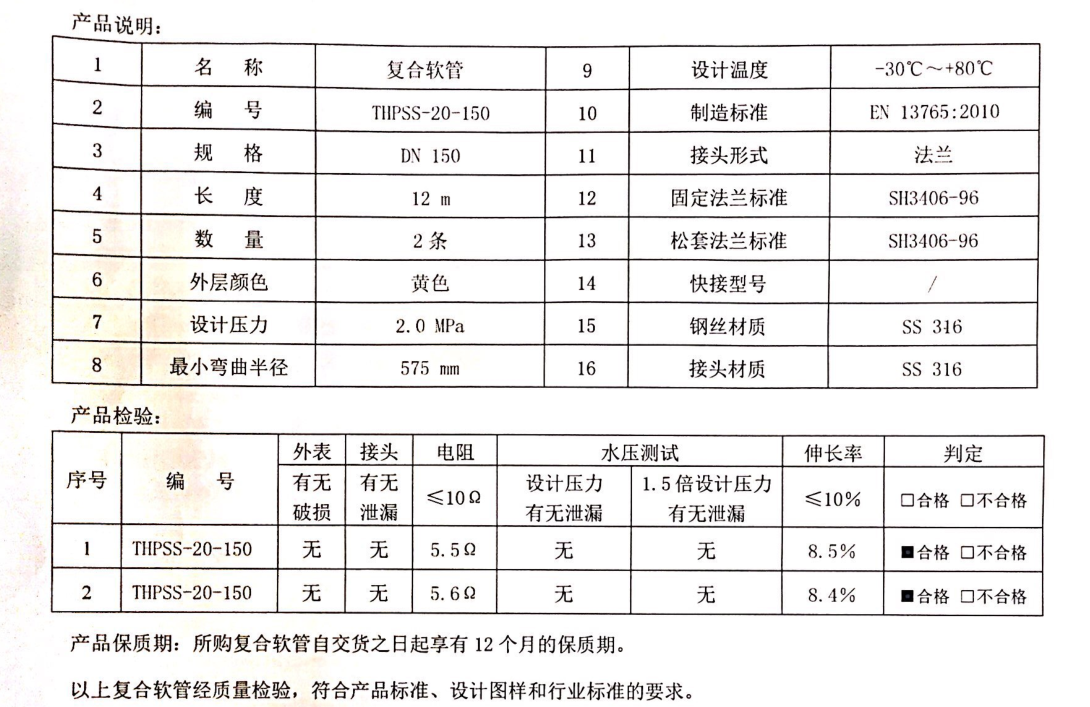 产品说明:
1 名 称 复合软管 9 设计温度 -30℃~+80℃
2 编 号 THPSS-20-150 10 制造标准 EN 13765:2010
3 规 格 DN 150 11 接头形式 法兰
4 长 度 12 m 12 固定法兰标准 SH3406-96
5 数 量 2 条 13 松套法兰标准 SH3406-96
6 外层颜色 黄色 14 快接型号 /
7 设计压力 2.0 MPa 15 钢丝材质 SS 316
8 最小弯曲半径 575 mm 16 接头材质 SS 316
产品检验:
序号 编 号 外表 接头 电阻 水压测试 伸长率 判定
有无破损 有无泄漏 ≤10Ω 设计压力有无泄漏 1.5倍设计压力有无泄漏 ≤10% □合格 □不合格
1 THPSS-20-150 无 无 5.5Ω 无 无 8.5% ■合格 □不合格
2 THPSS-20-150 无 无 5.6Ω 无 无 8.4% ■合格 □不合格
产品保质期: 所购复合软管自交货之日起享有 12 个月的保质期。
以上复合软管经质量检验，符合产品标准、设计图样和行业标准的要求。